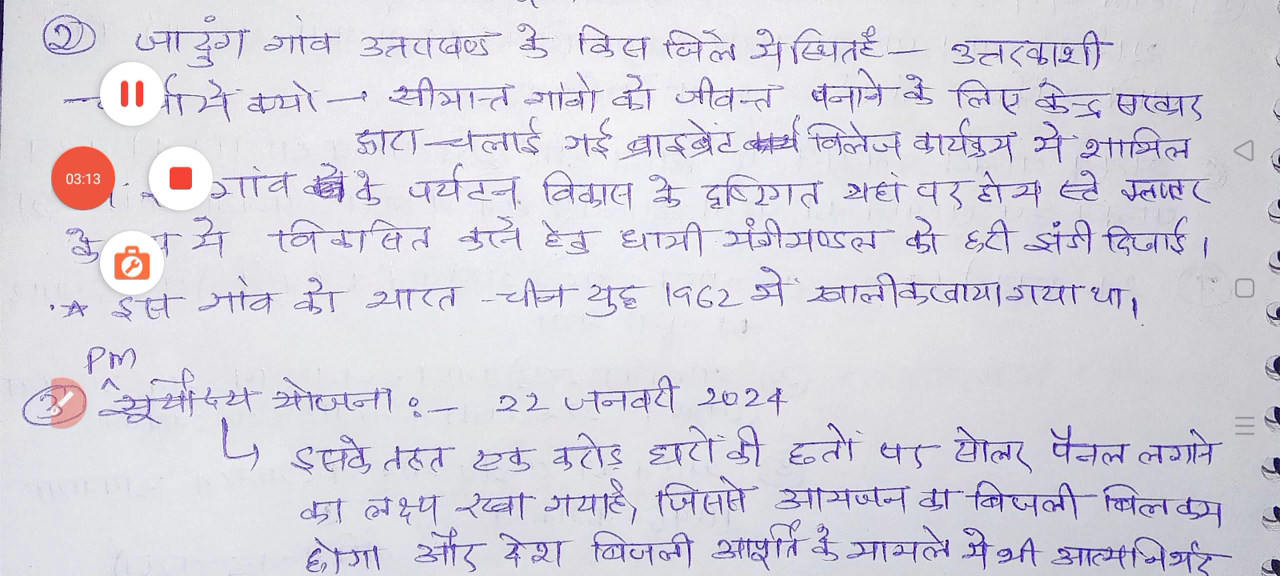 ② जादुंग गांव उत्तराखण्ड के किस जिले मे स्थित है — उत्तरकाशी
मे क्यो → सीमान्त गांवो को जीवन्त बनाने के लिए केन्द्र सरकार
द्वारा चलाई गई वाइब्रेंट विलेज कार्यक्रम मे शामिल
गांव के पर्यटन विकास के दृष्टिगत यहां पर होम स्टे क्लस्टर
के मे विकसित करने हेतु धामी मंत्रीमण्डल को हरी झंडी दिजाई।
★ इस गांव को भारत - चीन युद्ध 1962 मे खाली करवाया गया था।
PM
③ सूर्योदय योजना :- 22 जनवरी 2024
इसके तहत एक करोड़ घरों की छतों पर सोलर पैनल लगाने
का लक्ष्य रखा गया है, जिससे आमजन का बिजली बिल कम
होगा और देश बिजली आपूर्ति के मामले मे भी आत्मनिर्भर
03:13